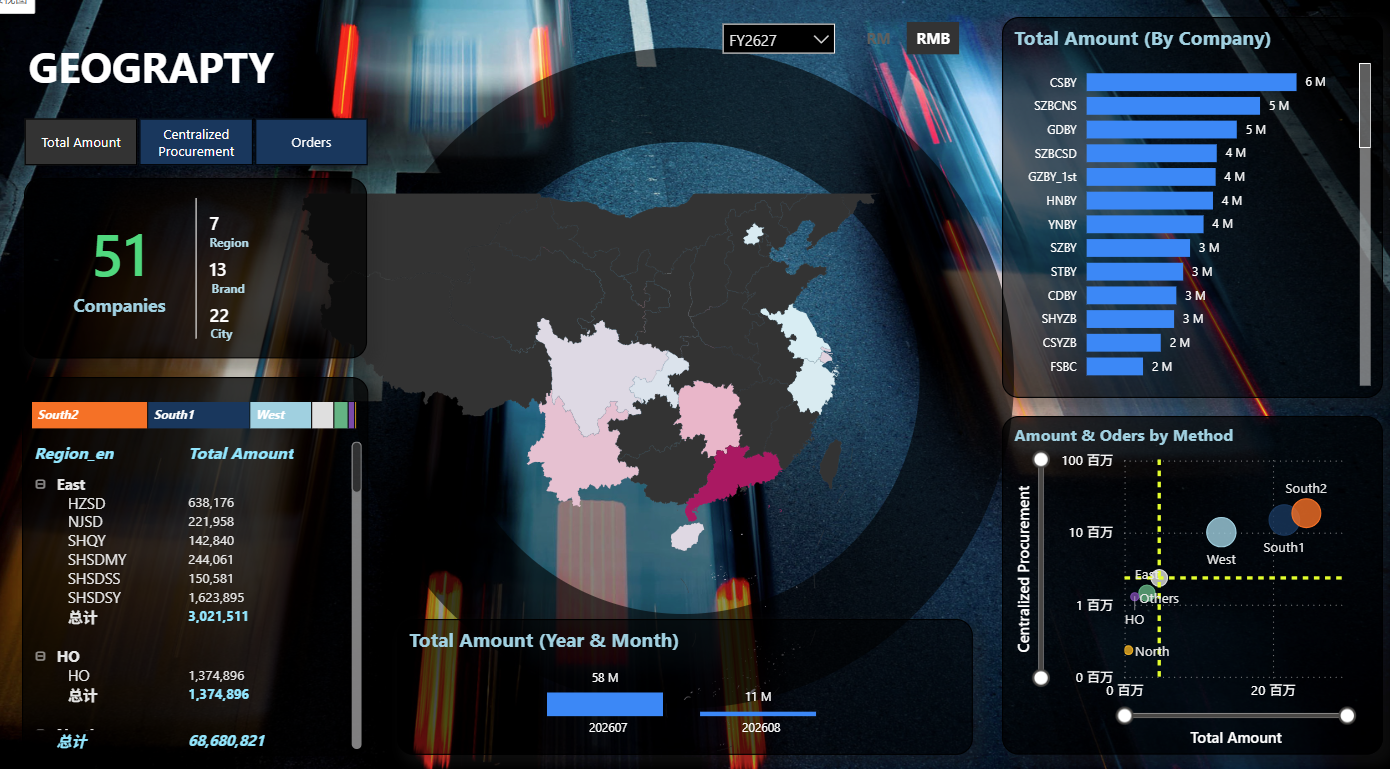 GEOGRAPTY
FY2627
RM
RMB
Total Amount
Centralized
Procurement
Orders
51
Companies
7
Region
13
Brand
22
City
South2
South1
West
Region_en
Total Amount
East
HZSD 638,176
NJSD 221,958
SHQY 142,840
SHSDMY 244,061
SHSDSS 150,581
SHSDSY 1,623,895
总计 3,021,511
HO
HO 1,374,896
总计 1,374,896
总计 68,680,821
Total Amount (Year & Month)
58 M
11 M
202607
202608
Total Amount (By Company)
CSBY 6 M
SZBCNS 5 M
GDBY 5 M
SZBCSD 4 M
GZBY_1st 4 M
HNBY 4 M
YNBY 4 M
SZBY 3 M
STBY 3 M
CDBY 3 M
SHYZB 3 M
CSYZB 2 M
FSBC 2 M
Amount & Oders by Method
Centralized Procurement
100 百万
10 百万
1 百万
0 百万
South2
South1
West
East
Others
HO
North
0 百万
20 百万
Total Amount